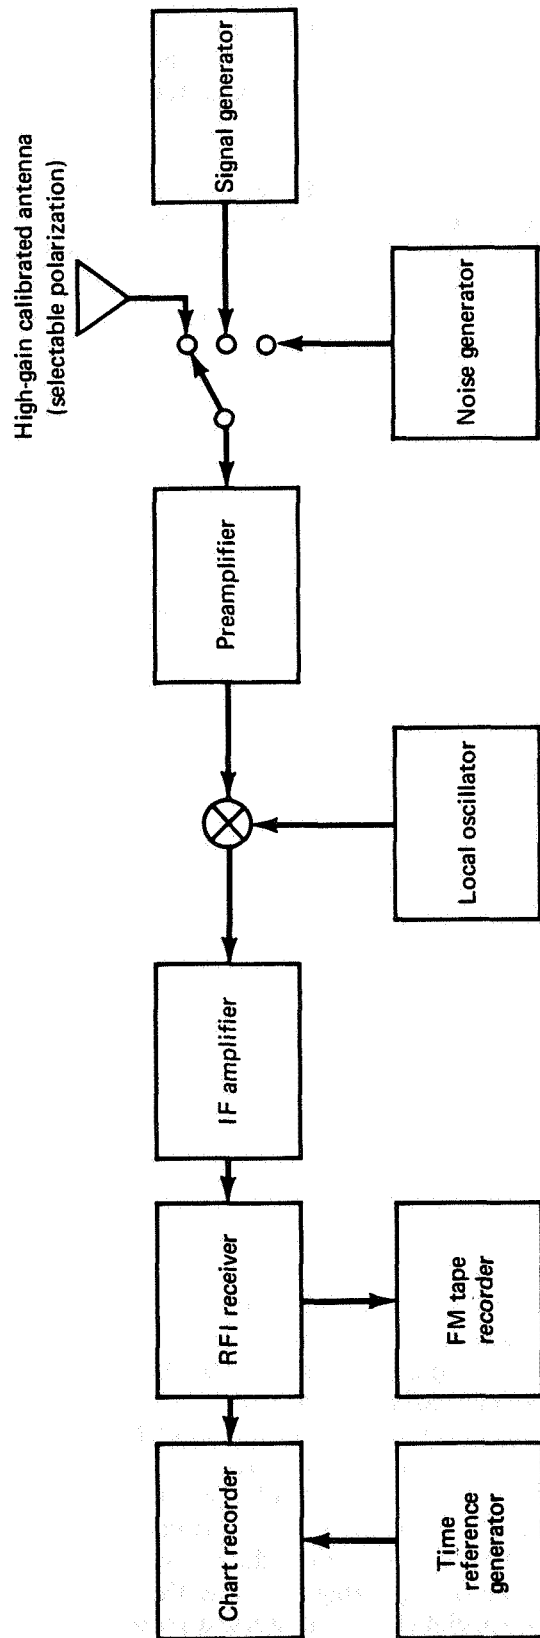 High-gain calibrated antenna
(selectable polarization)
Signal generator
Noise generator
Preamplifier
Local oscillator
IF amplifier
RFI receiver
FM tape
recorder
Chart recorder
Time
reference
generator